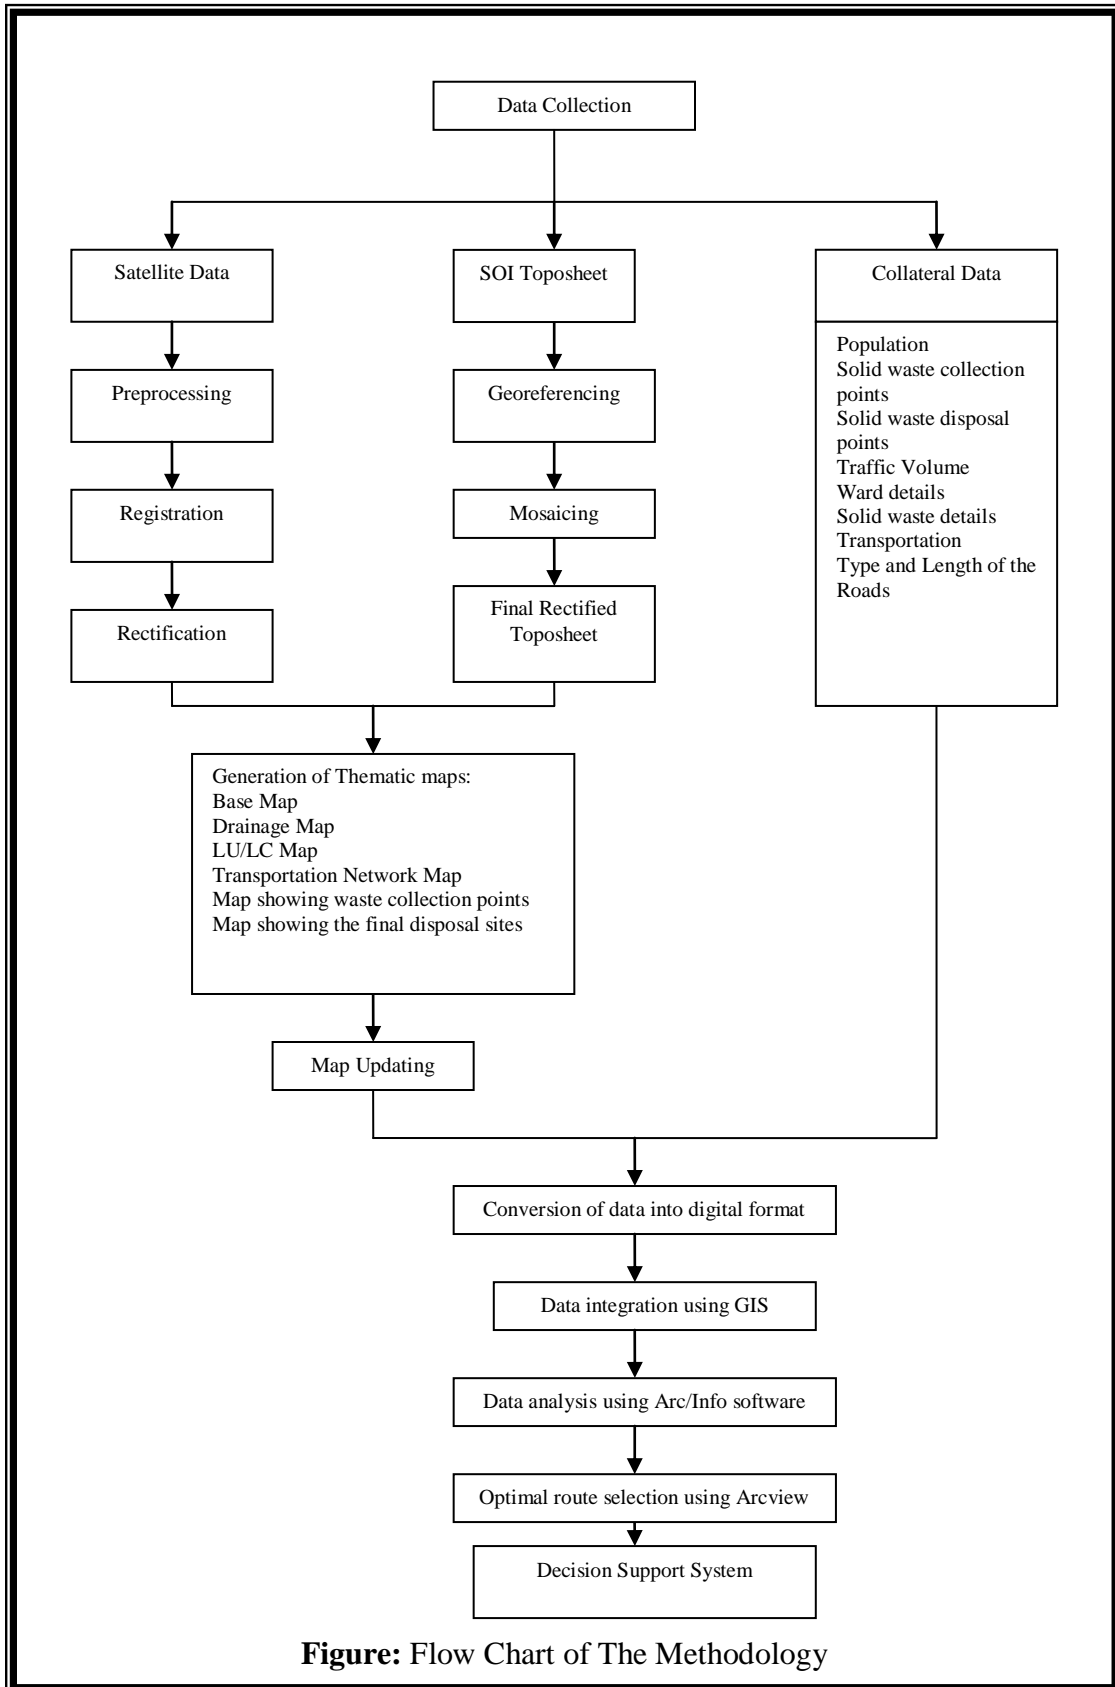 Data Collection
Satellite Data
SOI Toposheet
Collateral Data
Preprocessing
Georeferencing
Population
Solid waste collection
points
Solid waste disposal
points
Traffic Volume
Ward details
Solid waste details
Transportation
Type and Length of the
Roads
Registration
Mosaicing
Rectification
Final Rectified
Toposheet
Generation of Thematic maps:
Base Map
Drainage Map
LU/LC Map
Transportation Network Map
Map showing waste collection points
Map showing the final disposal sites
Map Updating
Conversion of data into digital format
Data integration using GIS
Data analysis using Arc/Info software
Optimal route selection using Arcview
Decision Support System
Figure: Flow Chart of The Methodology